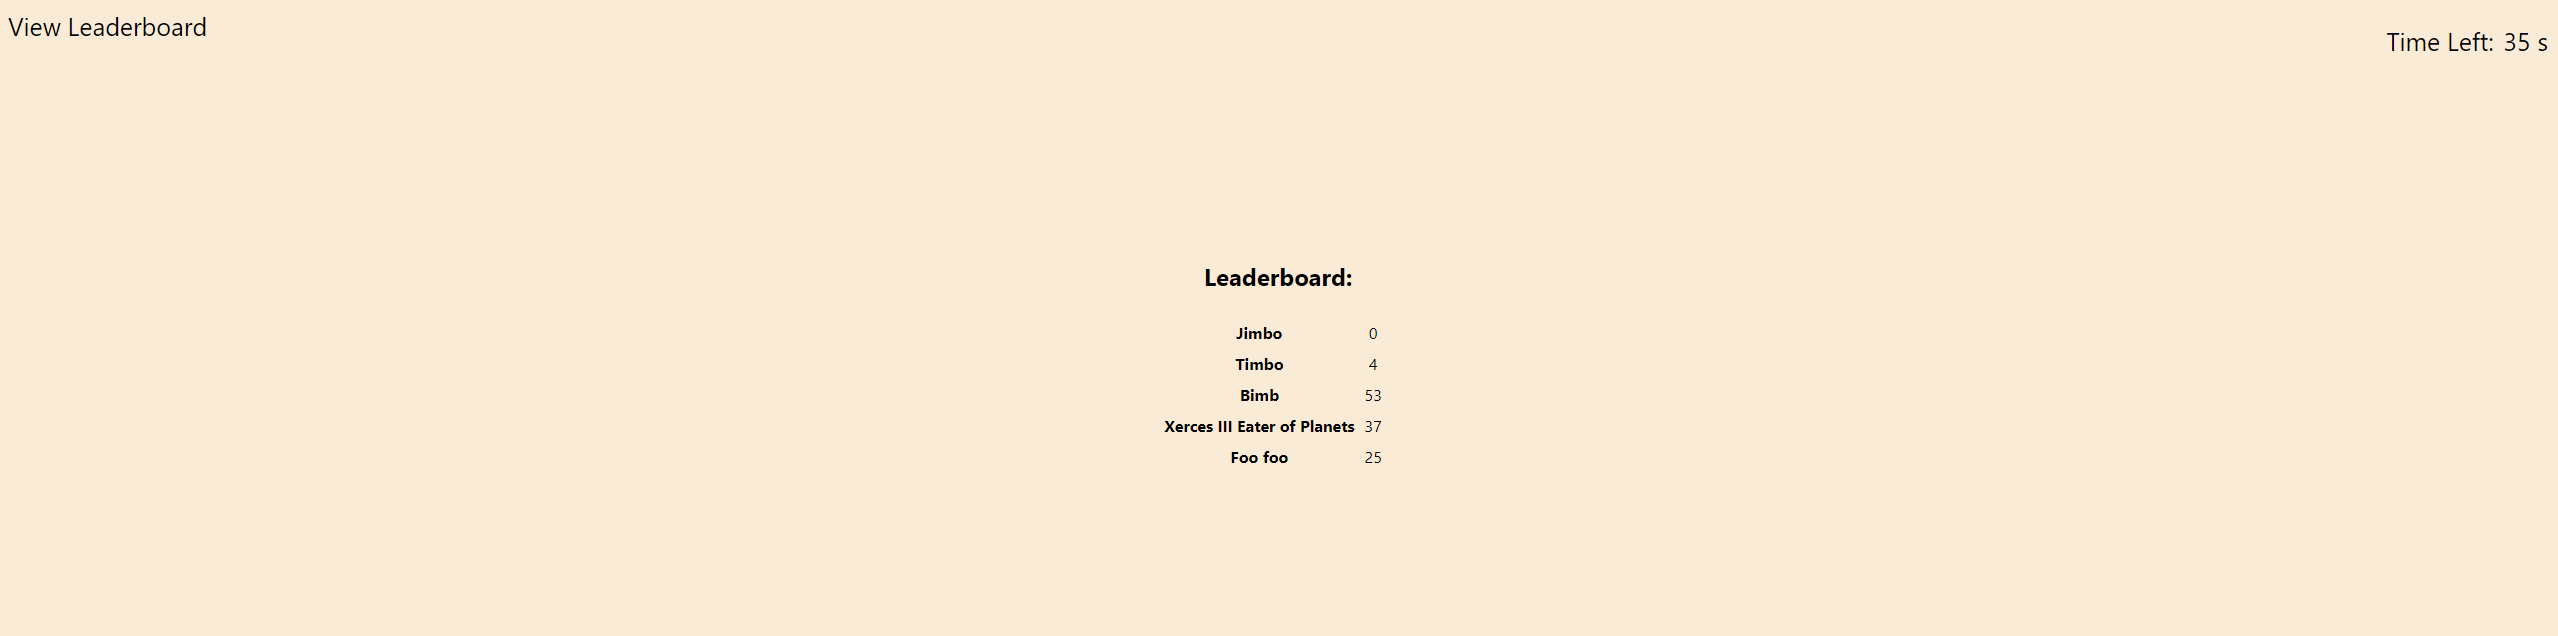 View Leaderboard
Time Left: 35 s
Leaderboard:
Jimbo 0
Timbo 4
Bimb 53
Xerces III Eater of Planets 37
Foo foo 25